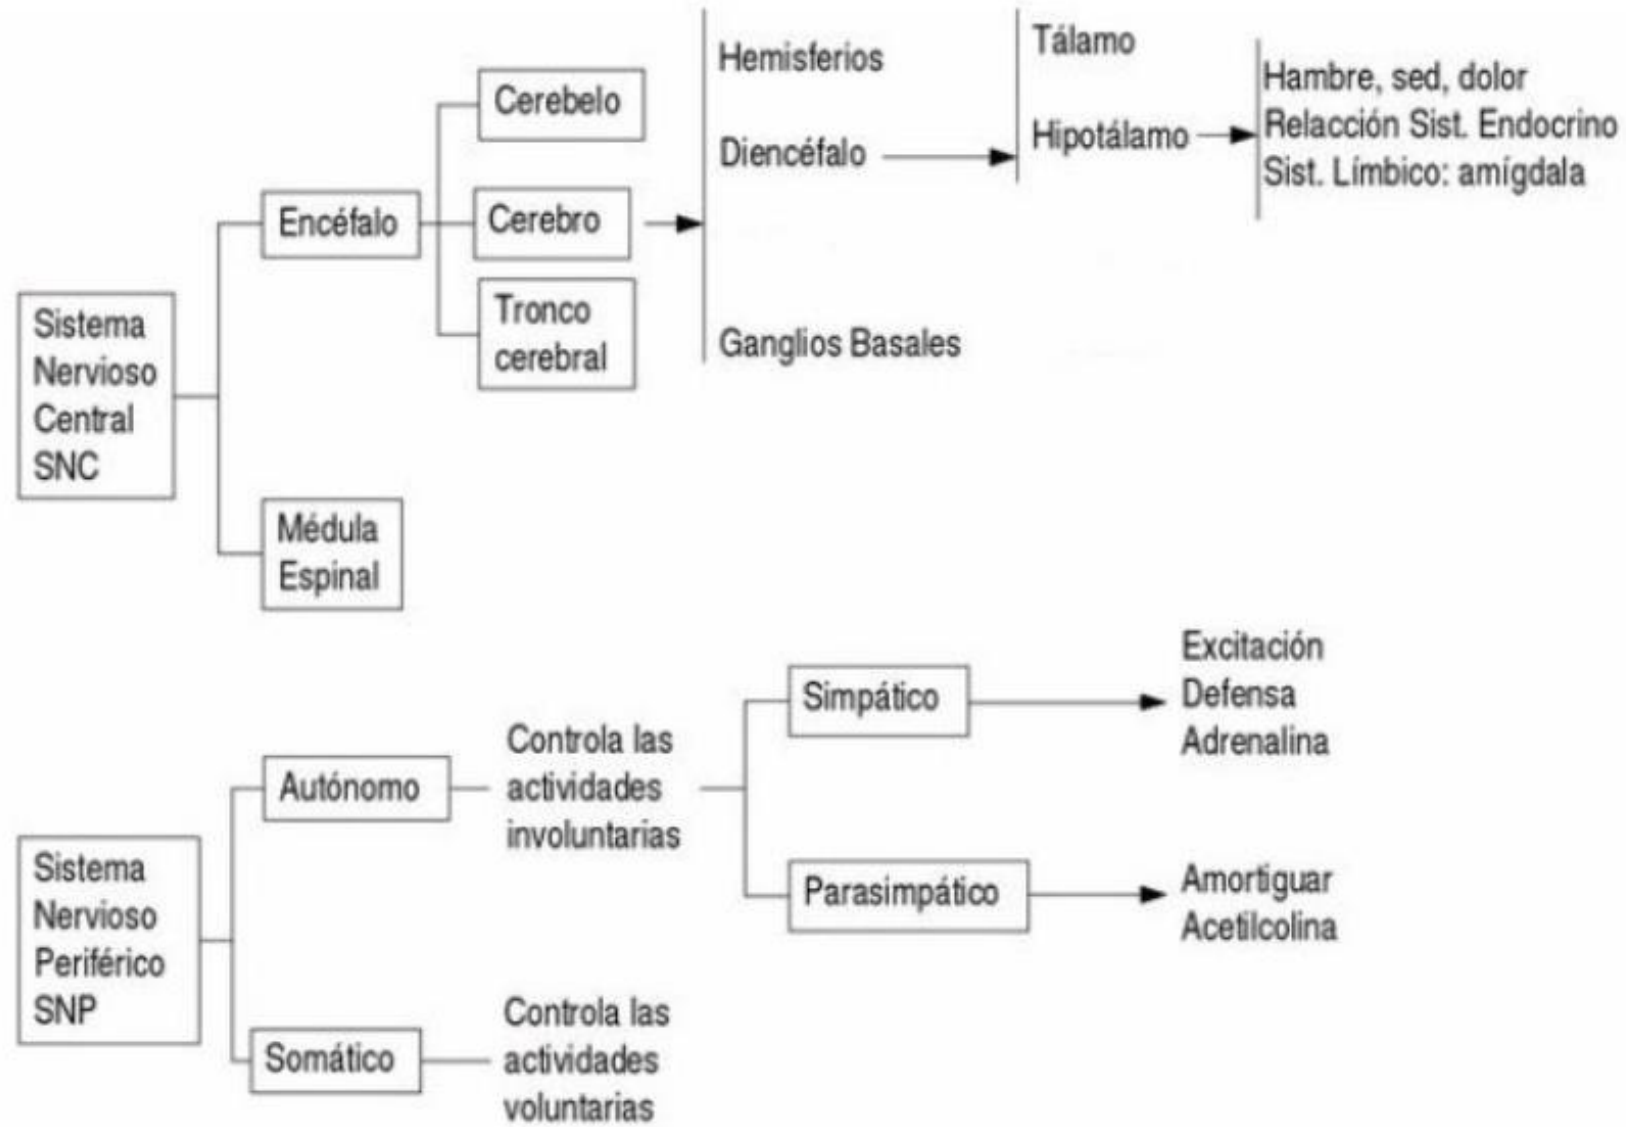 Sistema
Nervioso
Central
SNC
Encéfalo
Médula
Espinal
Cerebelo
Cerebro
Tronco
cerebral
Hemisferios
Diencéfalo
Ganglios Basales
Tálamo
Hipotálamo
Hambre, sed, dolor
Relacción Sist. Endocrino
Sist. Límbico: amígdala
Sistema
Nervioso
Periférico
SNP
Autónomo
Controla las
actividades
involuntarias
Simpático
Excitación
Defensa
Adrenalina
Parasimpático
Amortiguar
Acetilcolina
Somático
Controla las
actividades
voluntarias